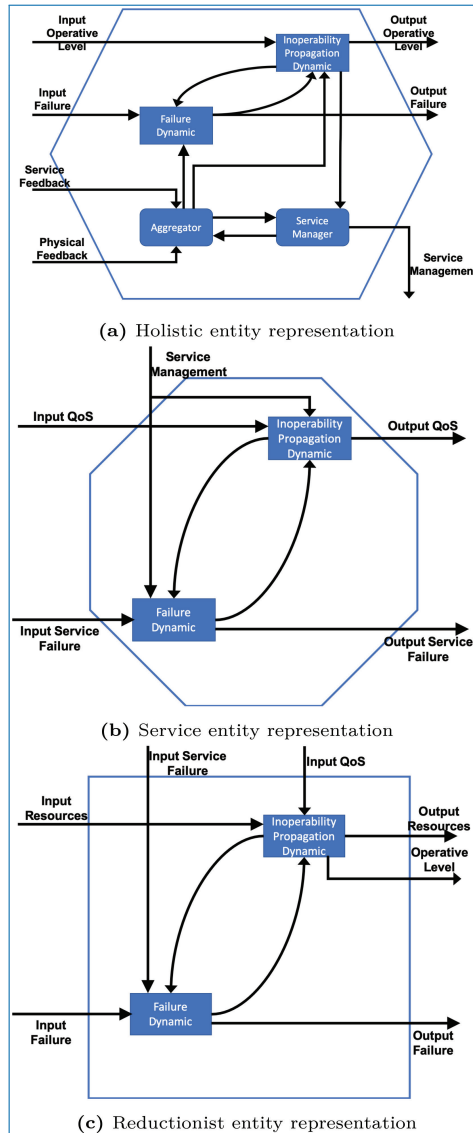 Input
Operative
Level
Inoperability
Propagation
Dynamic
Output
Operative
Level
Input
Failure
Failure
Dynamic
Output
Failure
Service
Feedback
Aggregator
Service
Manager
Physical
Feedback
Service
Managemen
(a) Holistic entity representation
Service
Management
Input QoS
Inoperability
Propagation
Dynamic
Output QoS
Failure
Dynamic
Input Service
Failure
Output Service
Failure
(b) Service entity representation
Input Service
Failure
Input QoS
Input
Resources
Inoperability
Propagation
Dynamic
Output
Resources
Operative
Level
Failure
Dynamic
Input
Failure
Output
Failure
(c) Reductionist entity representation